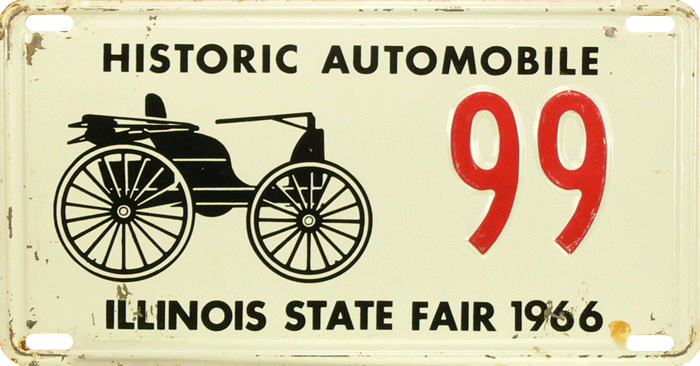 HISTORIC AUTOMOBILE
99
ILLINOIS STATE FAIR 1966